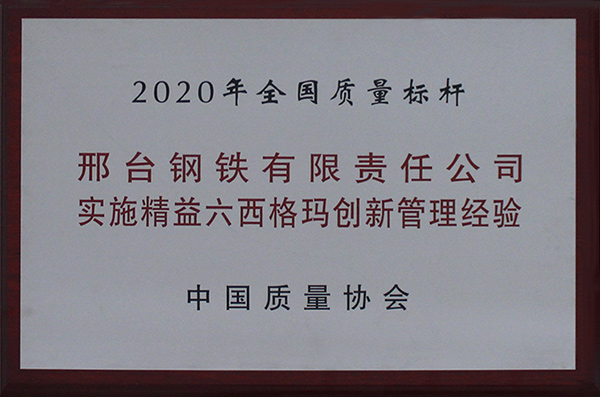 2020年全国质量标杆
邢台钢铁有限责任公司
实施精益六西格玛创新管理经验
中国质量协会